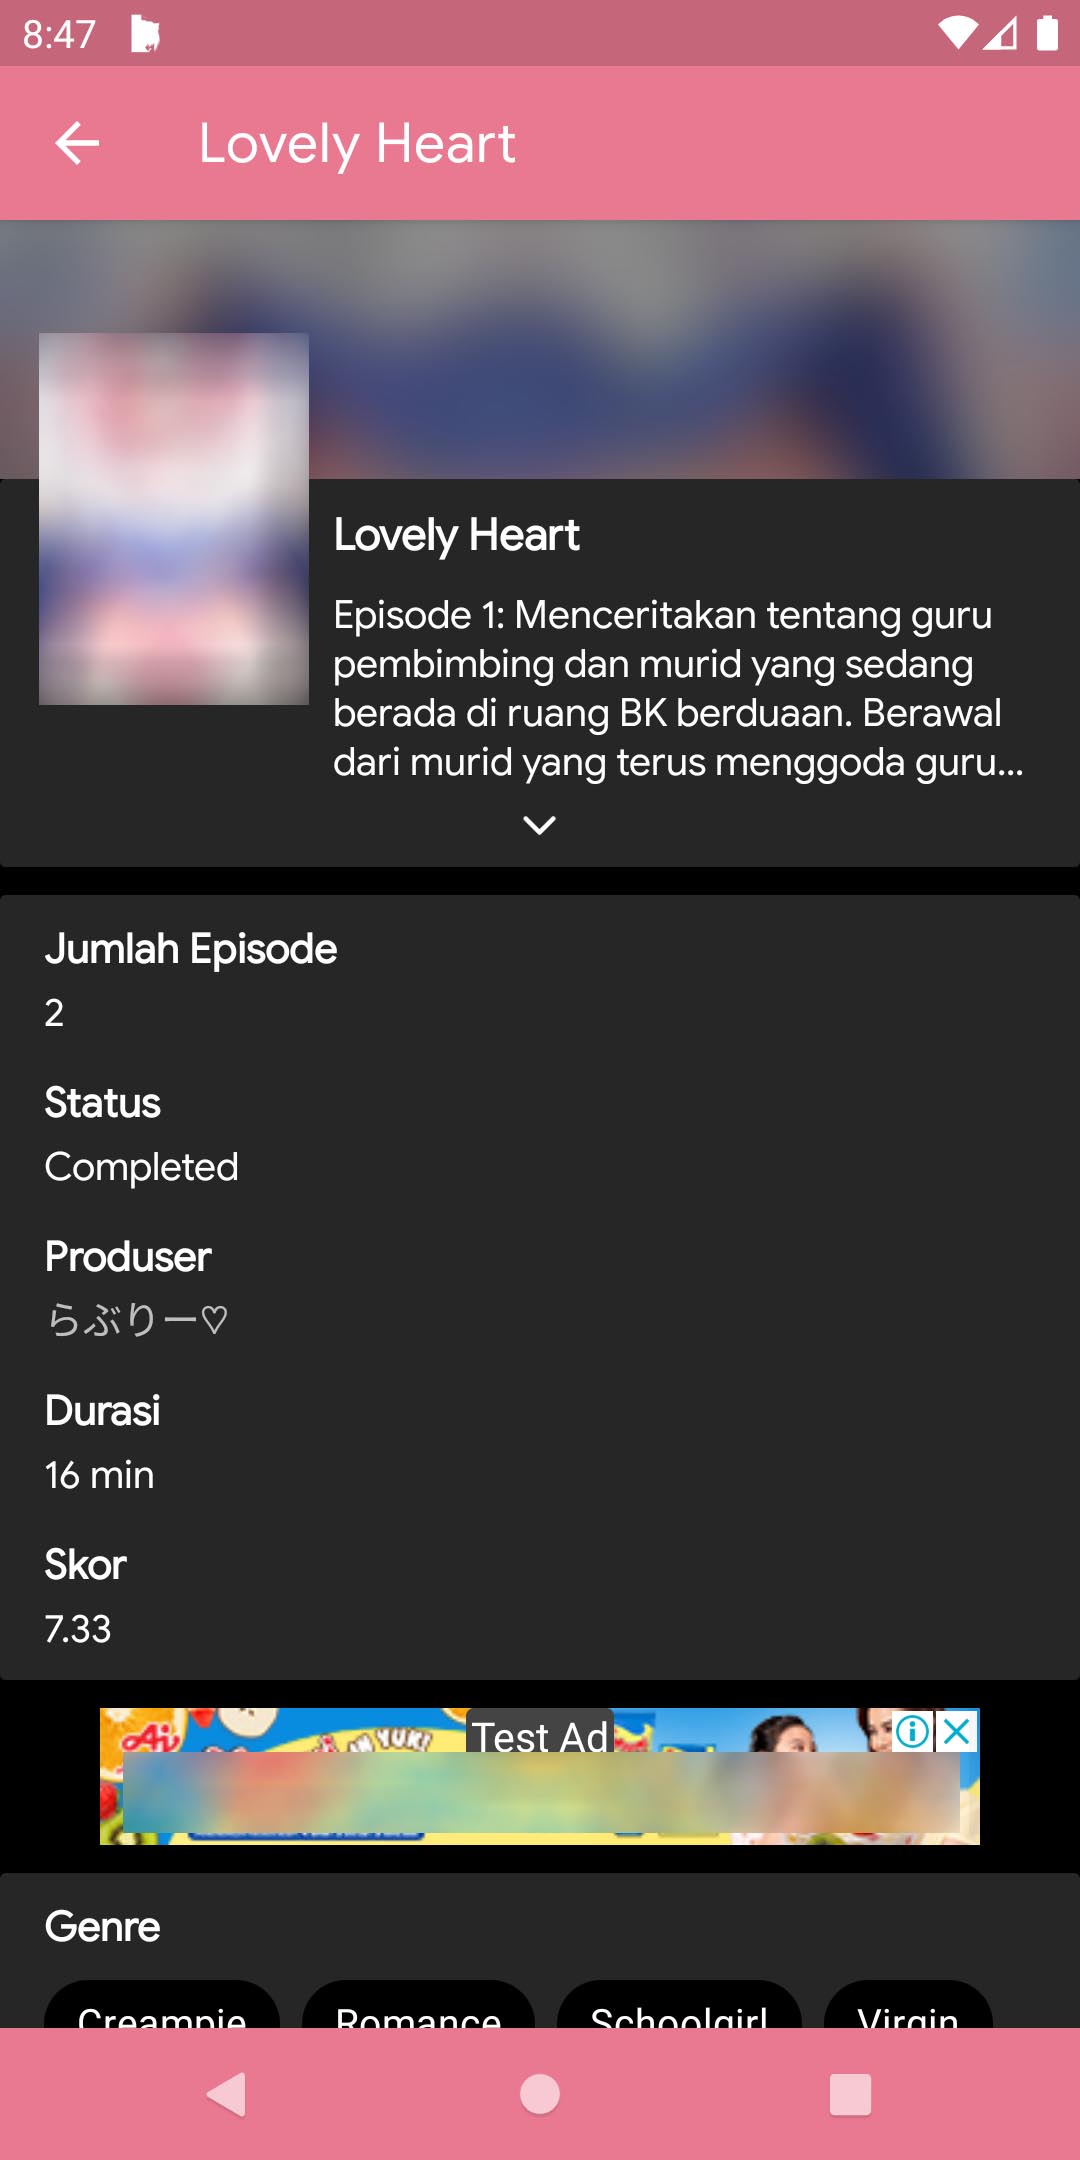 8:47
Lovely Heart
Lovely Heart
Episode 1: Menceritakan tentang guru
pembimbing dan murid yang sedang
berada di ruang BK berduaan. Berawal
dari murid yang terus menggoda guru...
Jumlah Episode
2
Status
Completed
Produser
らぶりー♡
Durasi
16 min
Skor
7.33
Test Ad
Genre
Creampie
Romance
Schoolgirl
Virgin